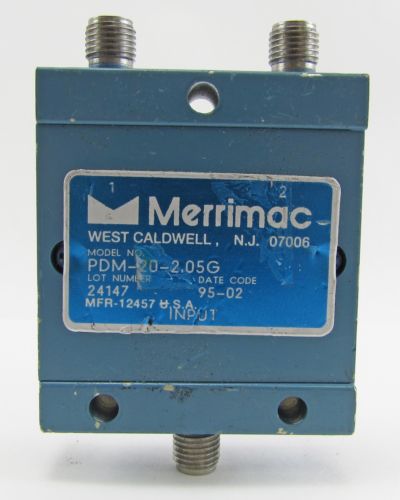 1 2
Merrimac
WEST CALDWELL, N.J. 07006
MODEL NO.
PDM-20-2.05G
LOT NUMBER DATE CODE
24147 95-02
MFR-12457 U.S.A.
INPUT